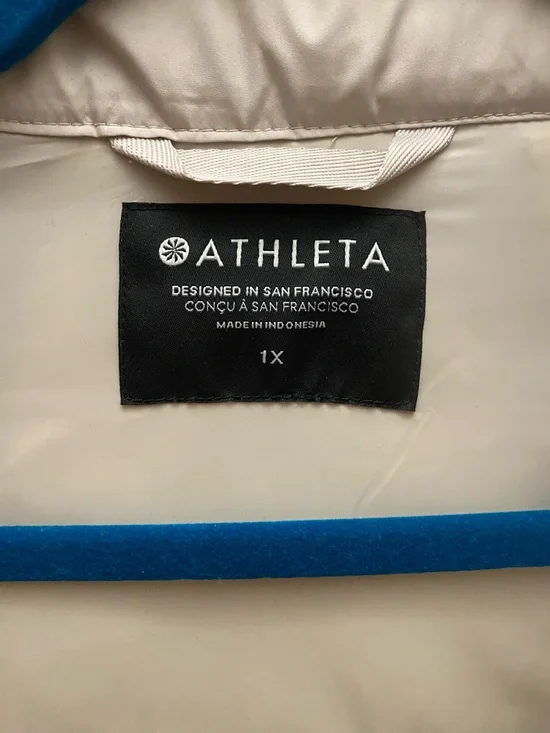 ATHLETA
DESIGNED IN SAN FRANCISCO
CONÇU À SAN FRANCISCO
MADE IN INDONESIA
1X